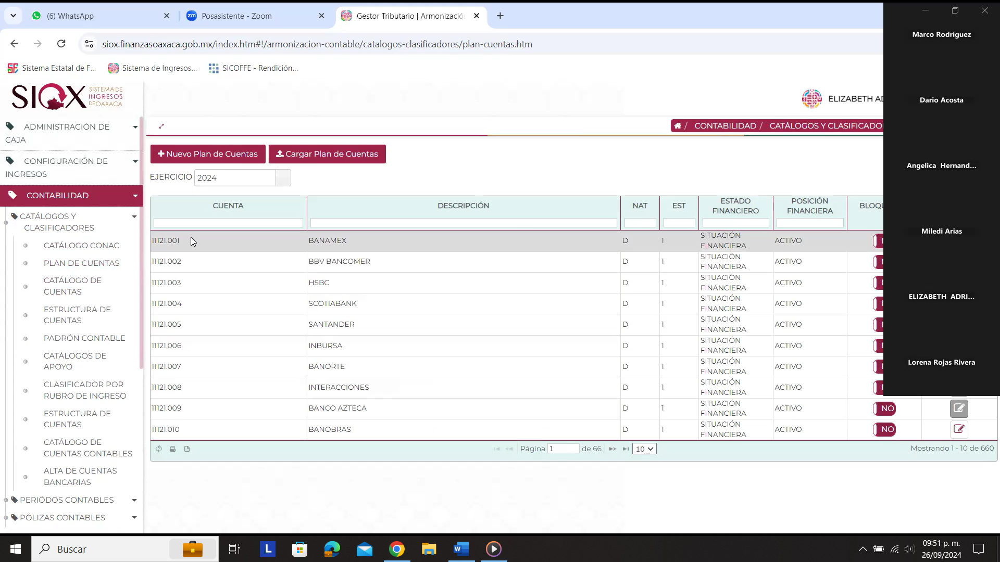 (6) WhatsApp
Posasistente - Zoom
Gestor Tributario | Armonizació
siox.finanzasoaxaca.gob.mx/index.htm#!/armonizacion-contable/catalogos-clasificadores/plan-cuentas.htm
Sistema Estatal de F...
Sistema de Ingresos...
SICOFFE - Rendición...
SIOX
SISTEMA DE
INGRESOS
DE OAXACA
ELIZABETH AD
ADMINISTRACIÓN DE
CAJA
CONFIGURACIÓN DE
INGRESOS
CONTABILIDAD
CATÁLOGOS Y
CLASIFICADORES
CATÁLOGO CONAC
PLAN DE CUENTAS
CATÁLOGO DE
CUENTAS
ESTRUCTURA DE
CUENTAS
PADRÓN CONTABLE
CATÁLOGOS DE
APOYO
CLASIFICADOR POR
RUBRO DE INGRESO
ESTRUCTURA DE
CUENTAS
CATÁLOGO DE
CUENTAS CONTABLES
ALTA DE CUENTAS
BANCARIAS
PERIÓDOS CONTABLES
PÓLIZAS CONTABLES
/ CONTABILIDAD / CATÁLOGOS Y CLASIFICADO
+ Nuevo Plan de Cuentas
Cargar Plan de Cuentas
EJERCICIO 2024
CUENTA DESCRIPCIÓN NAT EST ESTADO FINANCIERO POSICIÓN FINANCIERA BLOQU
11121.001 BANAMEX D 1 SITUACIÓN FINANCIERA ACTIVO
11121.002 BBV BANCOMER D 1 SITUACIÓN FINANCIERA ACTIVO
11121.003 HSBC D 1 SITUACIÓN FINANCIERA ACTIVO
11121.004 SCOTIABANK D 1 SITUACIÓN FINANCIERA ACTIVO
11121.005 SANTANDER D 1 SITUACIÓN FINANCIERA ACTIVO
11121.006 INBURSA D 1 SITUACIÓN FINANCIERA ACTIVO
11121.007 BANORTE D 1 SITUACIÓN FINANCIERA ACTIVO
11121.008 INTERACCIONES D 1 SITUACIÓN FINANCIERA ACTIVO
11121.009 BANCO AZTECA D 1 SITUACIÓN FINANCIERA ACTIVO NO
11121.010 BANOBRAS D 1 SITUACIÓN FINANCIERA ACTIVO NO
Página 1 de 66 10
Mostrando 1 - 10 de 660
Marco Rodríguez
Dario Acosta
Angelica Hernand...
Miledi Arias
ELIZABETH ADRI...
Lorena Rojas Rivera
Buscar
09:51 p. m.
26/09/2024